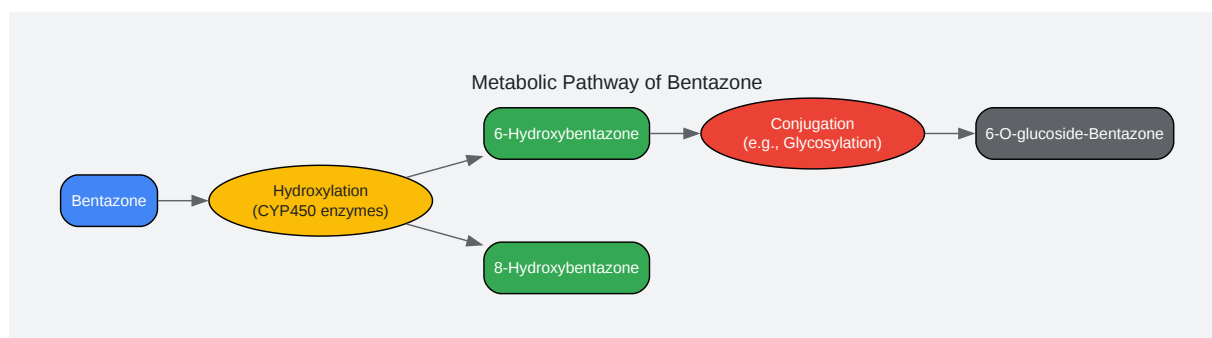 Metabolic Pathway of Bentazone
Bentazone
Hydroxylation
(CYP450 enzymes)
6-Hydroxybentazone
8-Hydroxybentazone
Conjugation
(e.g., Glycosylation)
6-O-glucoside-Bentazone